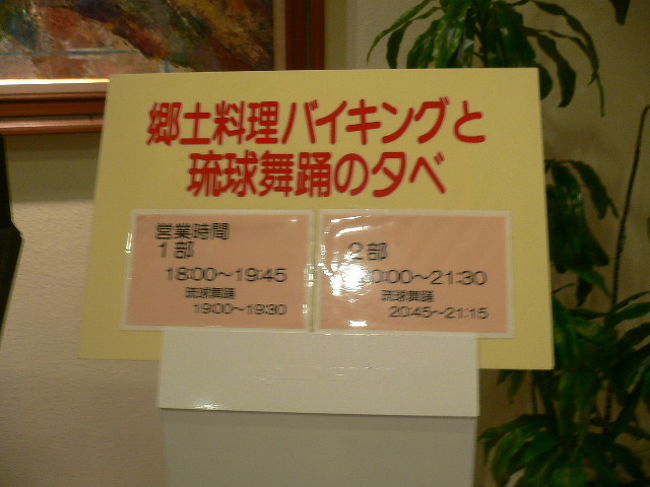 郷土料理バイキングと
琉球舞踊の夕べ
営業時間
1部
18:00～19:45
琉球舞踊
19:00～19:30
2部
0:00～21:30
琉球舞踊
20:45～21:15